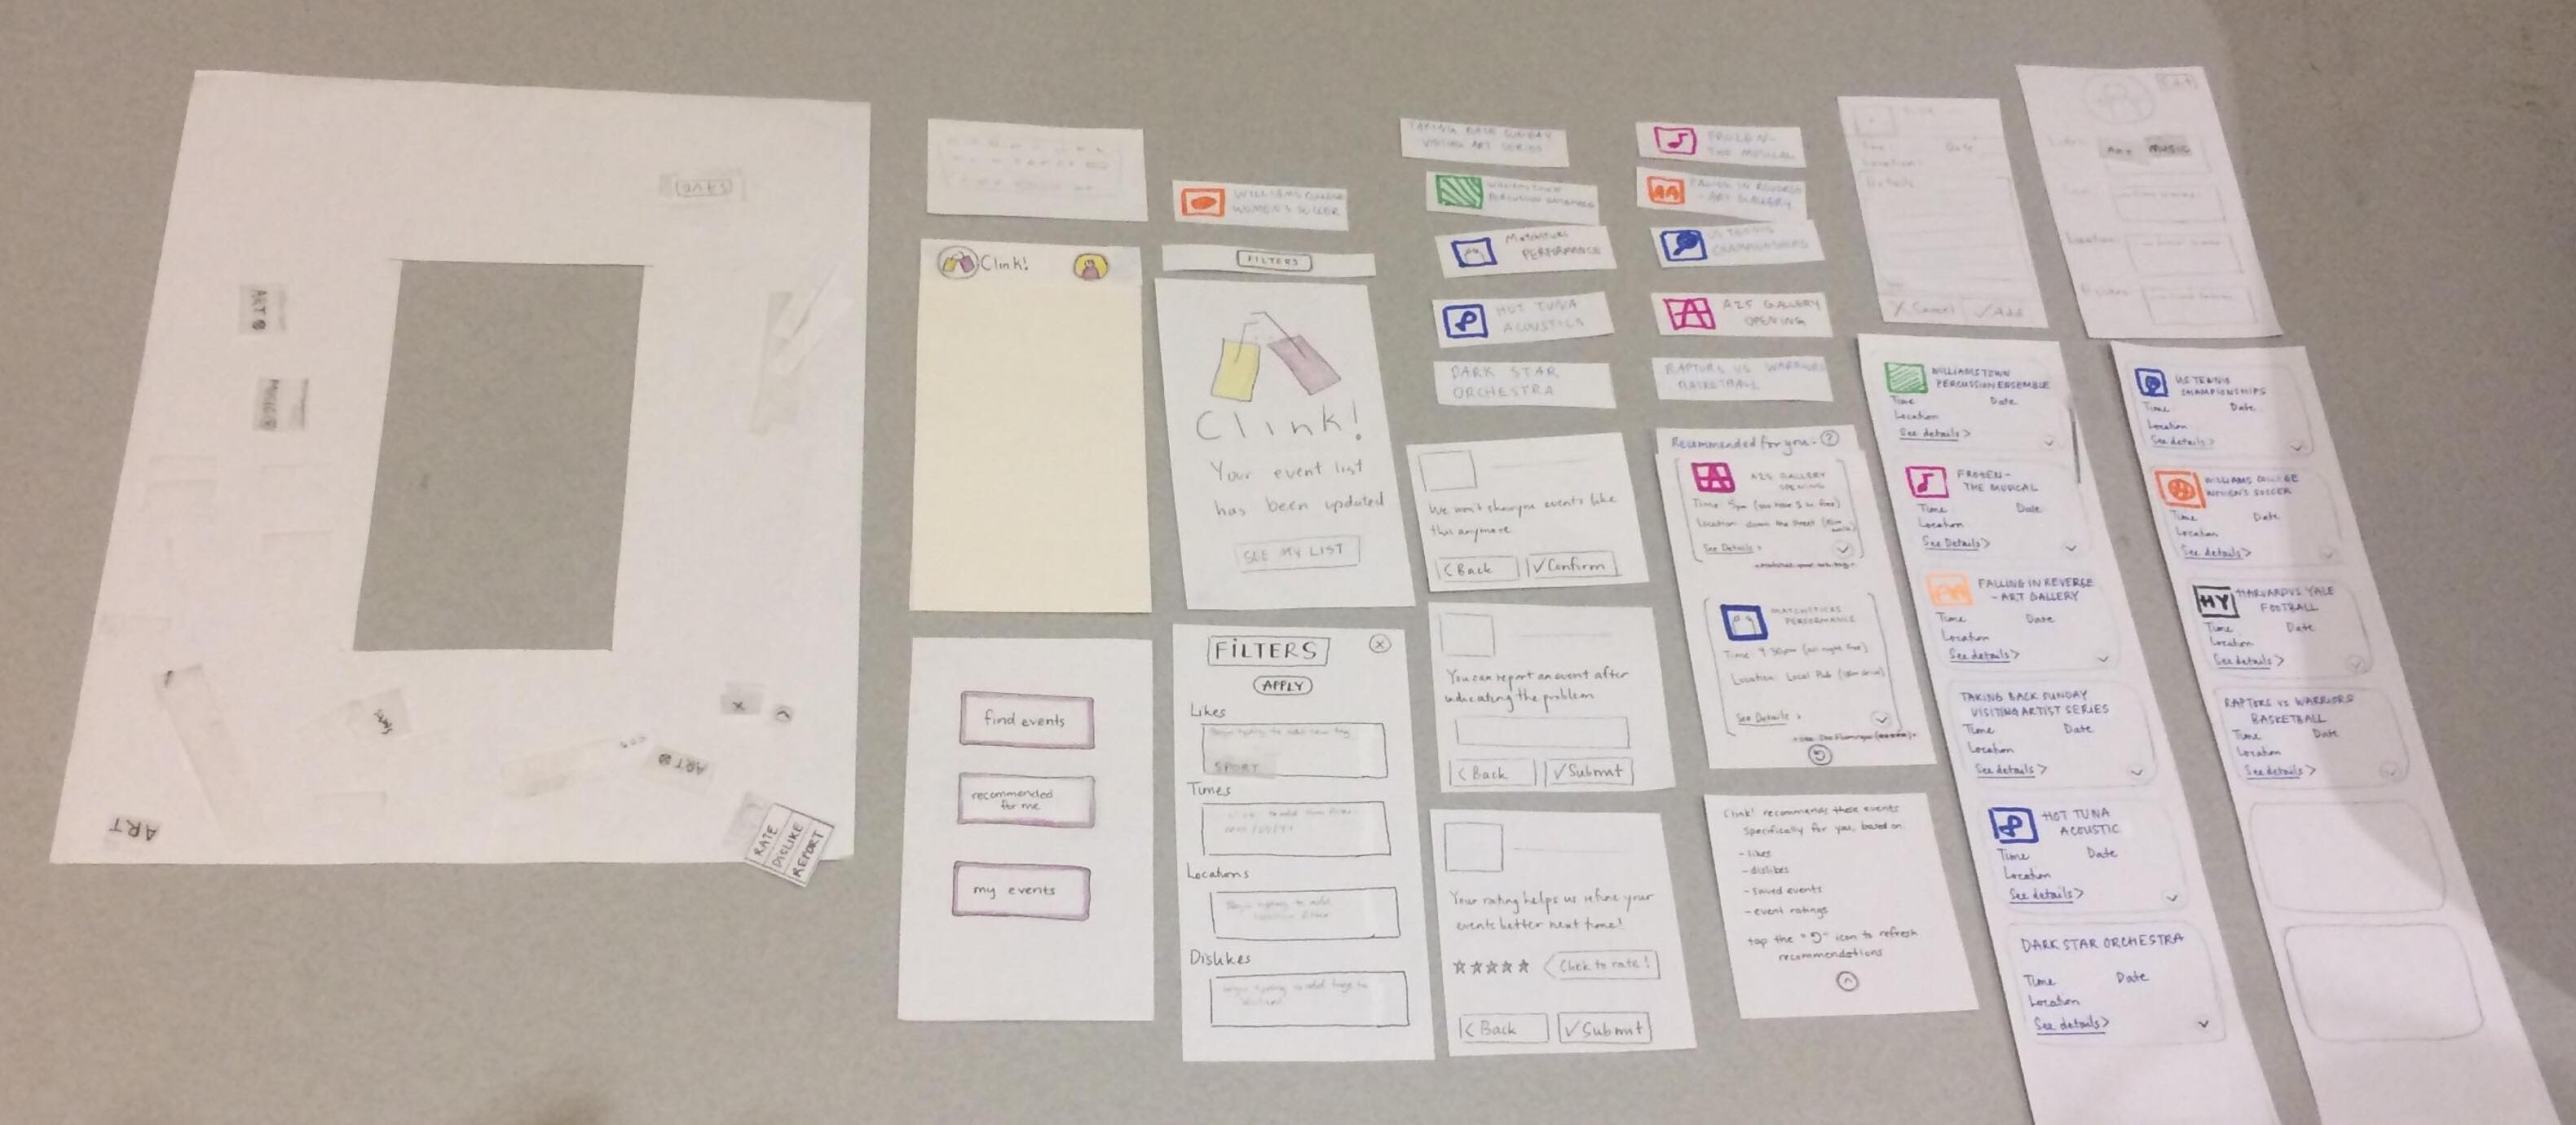 SAVE
ART
MUSIC
ART
ART
RATE
DISLIKE
REPORT
Clink!
find events
recommended
for me
my events
WILLIAMS COLLEGE
WOMEN'S SOCCER
FILTERS
Clink!
Your event list
has been updated
SEE MY LIST
FILTERS
APPLY
Likes
SPORT
Times
Locations
Dislikes
TAKING BACK SUNDAY
VISITING ART SERIES
WILLIAMSTOWN
PERCUSSION ENSEMBLE
PERFORMANCE
HOT TUNA
ACOUSTICS
DARK STAR
ORCHESTRA
We won't show you events like
this anymore
< Back
✓ Confirm
You can report an event after
indicating the problem
< Back
✓ Submit
Your rating helps us refine your
events better next time!
☆☆☆☆☆
Click to rate!
< Back
✓ Submit
FROZEN-
THE MUSICAL
FALLING IN REVERSE
- ART GALLERY
US TENNIS
CHAMPIONSHIPS
A25 GALLERY
OPENING
RAPTORS VS WARRIORS
BASKETBALL
Recommended for you: ?
A25 GALLERY
OPENING
Time 5pm
Location down the street
See Details >
PERFORMANCE
Time 9:30pm (all night free)
Location: Local Pub
See Details >
Clink! recommends these events
specifically for you, based on
- likes
- dislikes
- saved events
- event ratings
tap the "" icon to refresh
recommendations
Date
Location
Details
X Cancel
✓ Add
WILLIAMSTOWN
PERCUSSION ENSEMBLE
Time Date
Location
See details >
FROZEN-
THE MUSICAL
Time Date
Location
See Details >
FALLING IN REVERSE
- ART GALLERY
Time Date
Location
See details >
TAKING BACK SUNDAY
VISITING ARTIST SERIES
Time Date
Location
See details >
HOT TUNA
ACOUSTIC
Time Date
Location
See details >
DARK STAR ORCHESTRA
Time Date
Location
See details >
Edit
Art MUSIC
Location
US TENNIS
CHAMPIONSHIPS
Time Date
Location
See details >
WILLIAMS COLLEGE
WOMEN'S SOCCER
Time Date
Location
See details >
HY
HARVARD VS YALE
FOOTBALL
Time Date
Location
See details >
RAPTORS VS WARRIORS
BASKETBALL
Time Date
Location
See details >